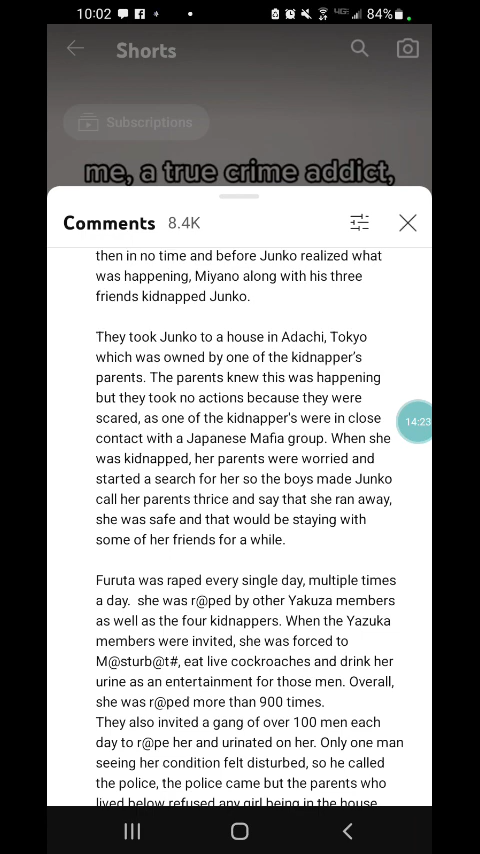 10:02
4G
84%
Shorts
Subscriptions
me, a true crime addict,
Comments 8.4K
then in no time and before Junko realized what
was happening, Miyano along with his three
friends kidnapped Junko.
They took Junko to a house in Adachi, Tokyo
which was owned by one of the kidnapper's
parents. The parents knew this was happening
but they took no actions because they were
scared, as one of the kidnapper's were in close
contact with a Japanese Mafia group. When she
was kidnapped, her parents were worried and
started a search for her so the boys made Junko
call her parents thrice and say that she ran away,
she was safe and that would be staying with
some of her friends for a while.
14:23
Furuta was raped every single day, multiple times
a day.  she was r@ped by other Yakuza members
as well as the four kidnappers. When the Yazuka
members were invited, she was forced to
M@sturb@t#, eat live cockroaches and drink her
urine as an entertainment for those men. Overall,
she was r@ped more than 900 times.
They also invited a gang of over 100 men each
day to r@pe her and urinated on her. Only one man
seeing her condition felt disturbed, so he called
the police, the police came but the parents who
lived below refused any girl being in the house